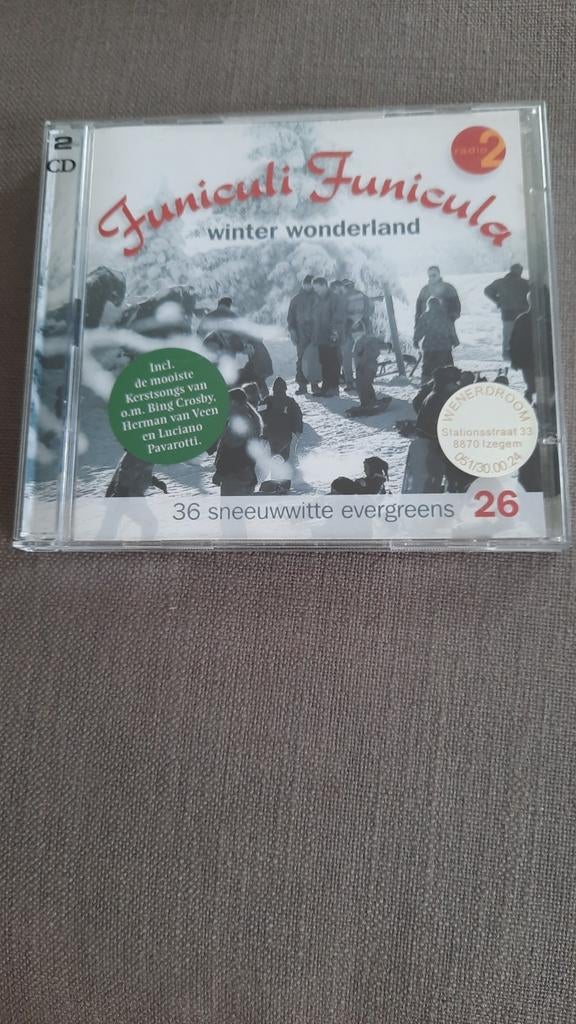 2
CD
radio 2
Funiculi Funicula
winter wonderland
Incl.
de mooiste
Kerstsongs van
o.m. Bing Crosby,
Herman van Veen
en Luciano
Pavarotti.
WENERDROOM
Stationsstraat 33
8870 Izegem
051/30.00.24
36 sneeuwwitte evergreens 26